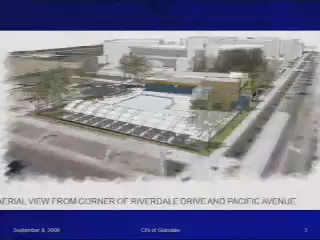 AERIAL VIEW FROM CORNER OF RIVERDALE DRIVE AND PACIFIC AVENUE
September 8, 2009
City of Glendale
3